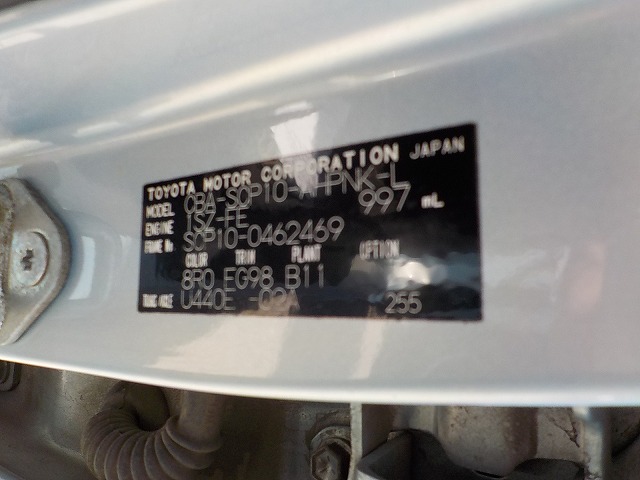 TOYOTA MOTOR CORPORATION JAPAN
MODEL DBA-SCP10-AHPNK-L
ENGINE 1SZ-FE 997 mL
FRAME No. SCP10-0462469
COLOR TRIM PLANT OPTION
8R0 EG98 B11
TRANS/AXLE U440E -02A 255